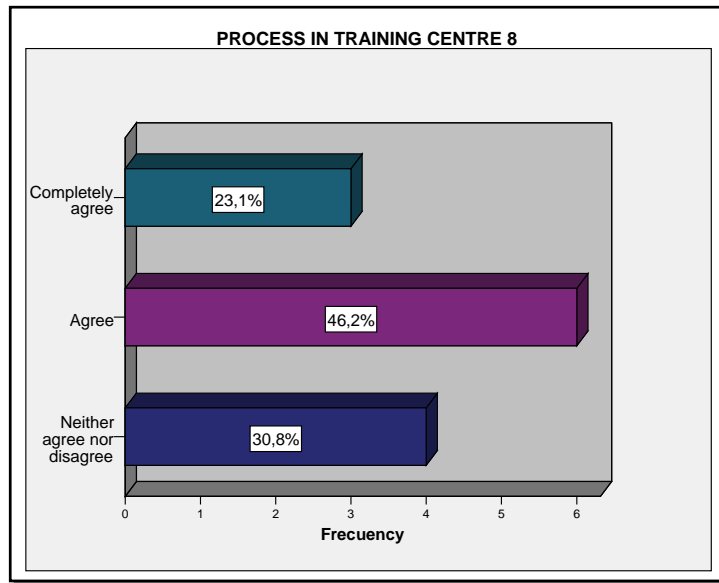 PROCESS IN TRAINING CENTRE 8
Completely
agree
23,1%
Agree
46,2%
Neither
agree nor
disagree
30,8%
0 1 2 3 4 5 6
Frecuency